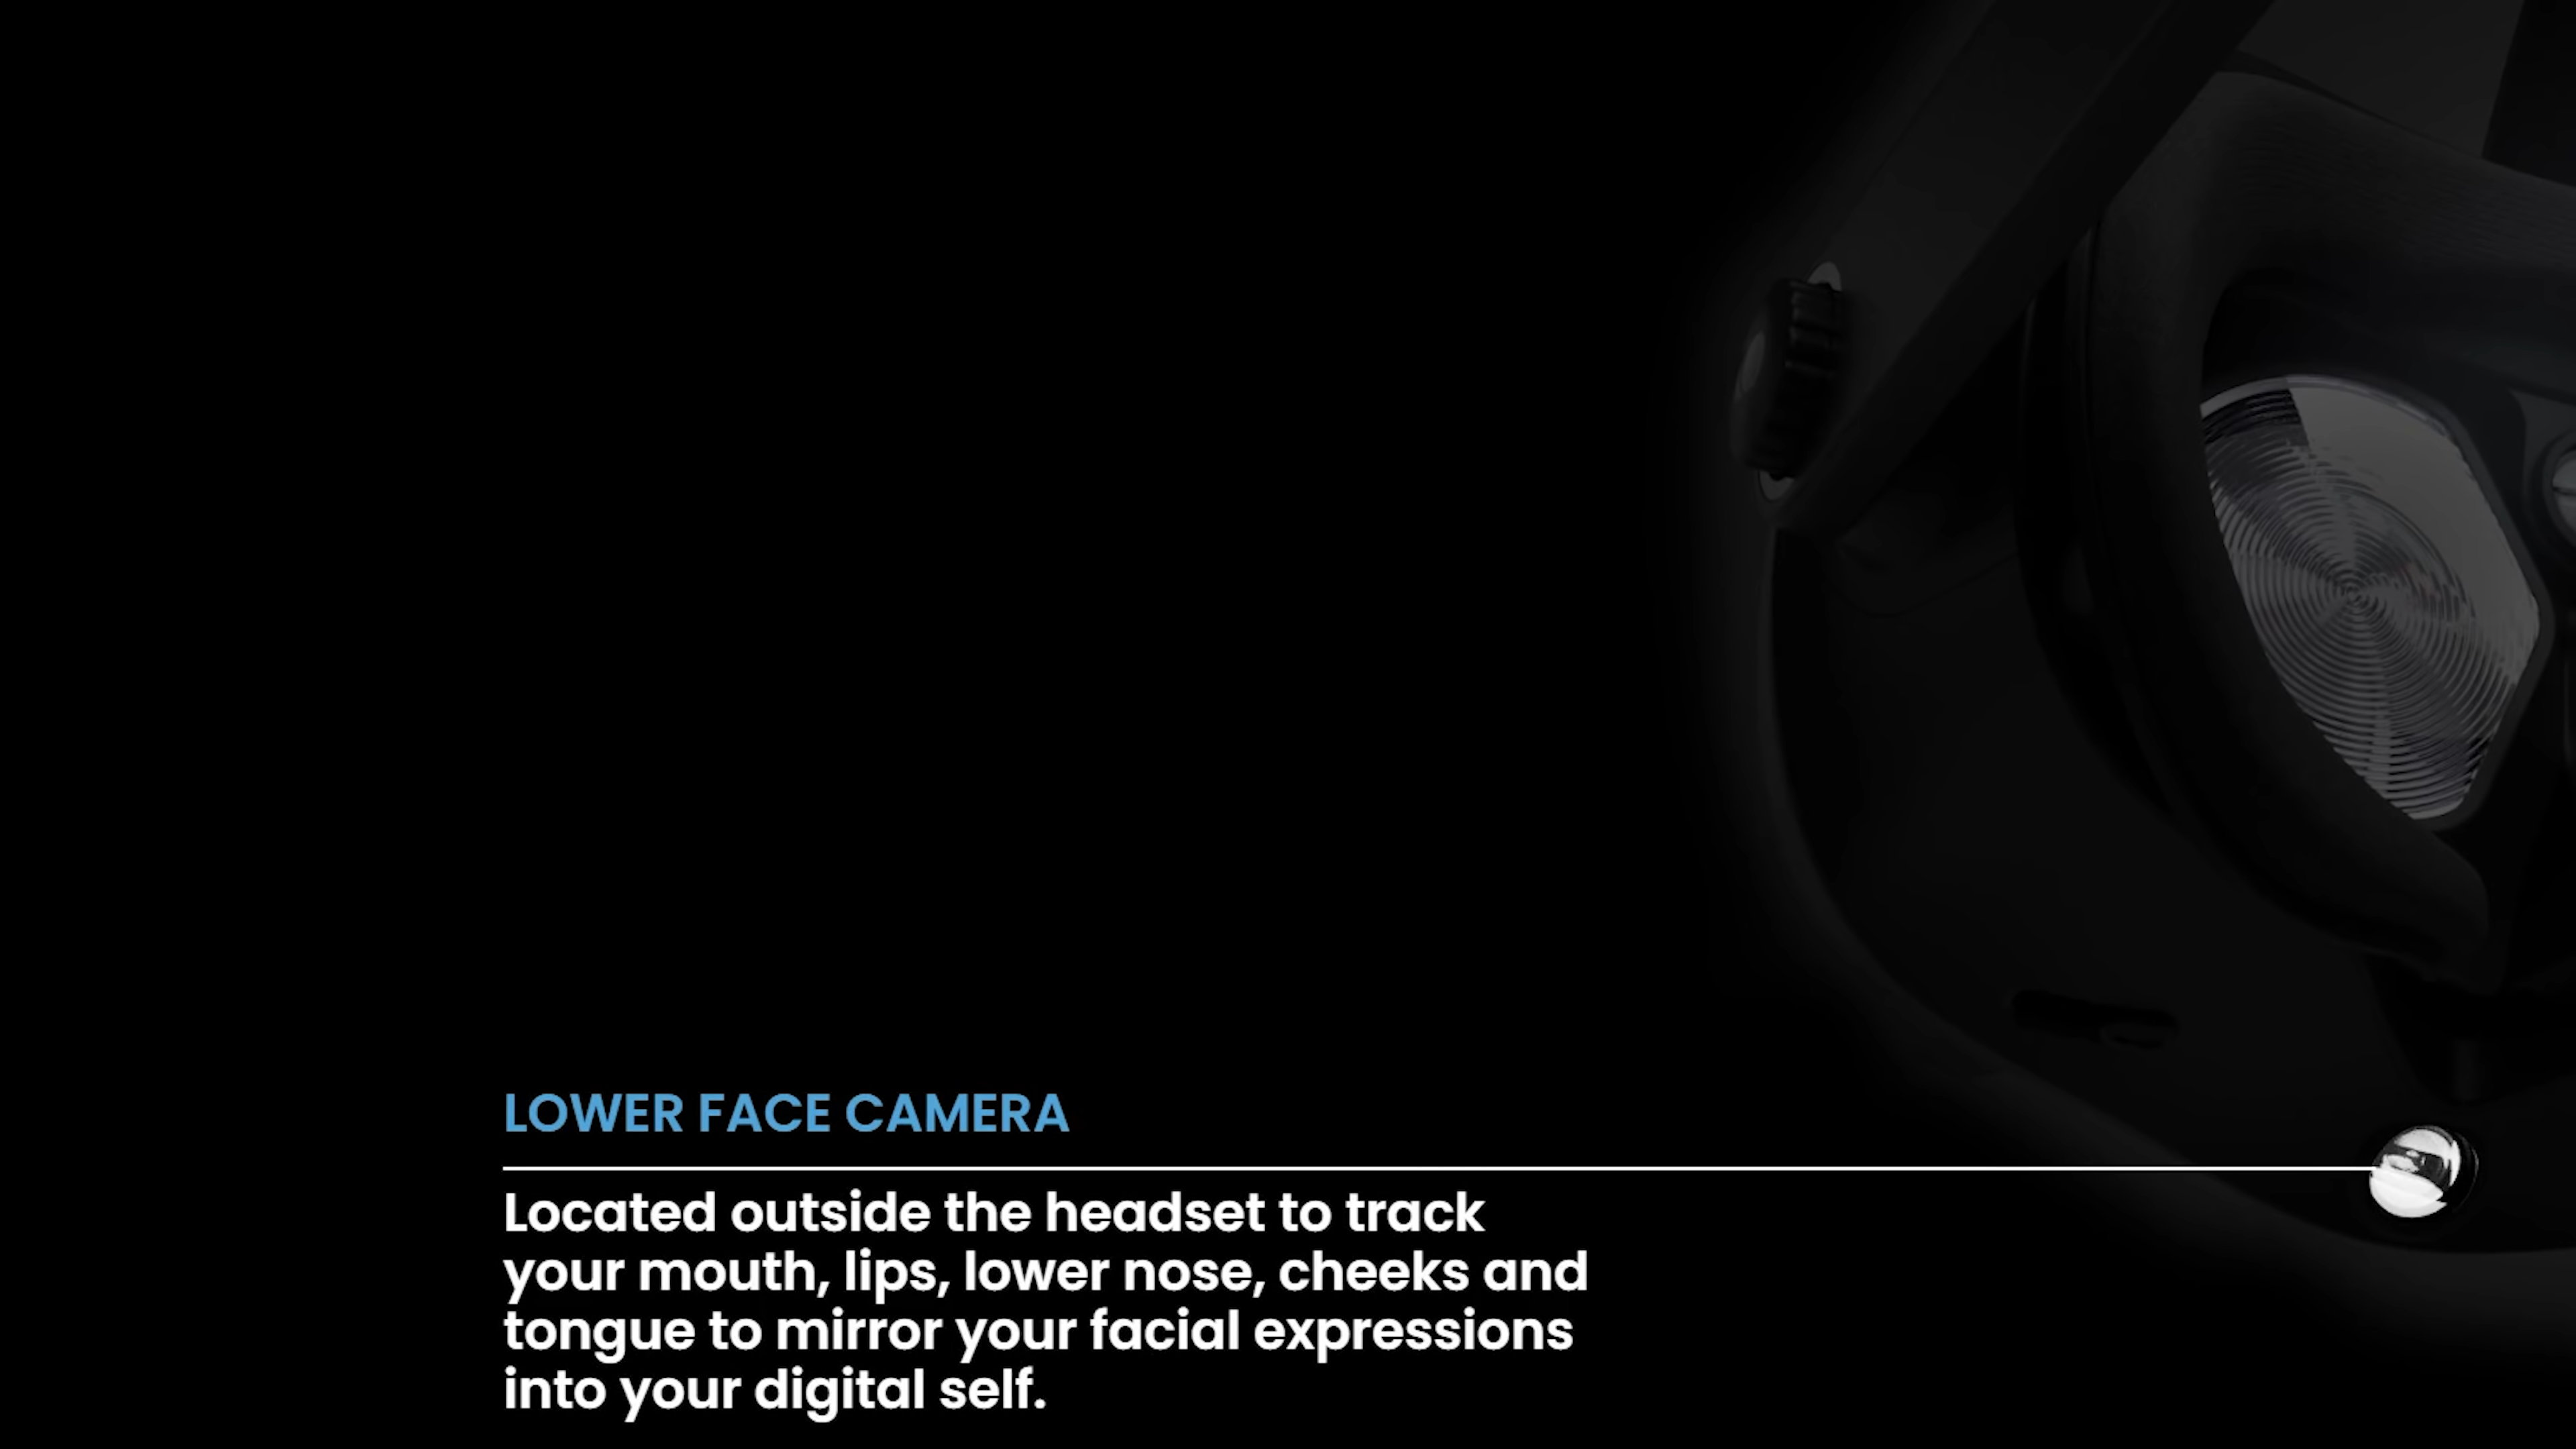 LOWER FACE CAMERA
Located outside the headset to track
your mouth, lips, lower nose, cheeks and
tongue to mirror your facial expressions
into your digital self.